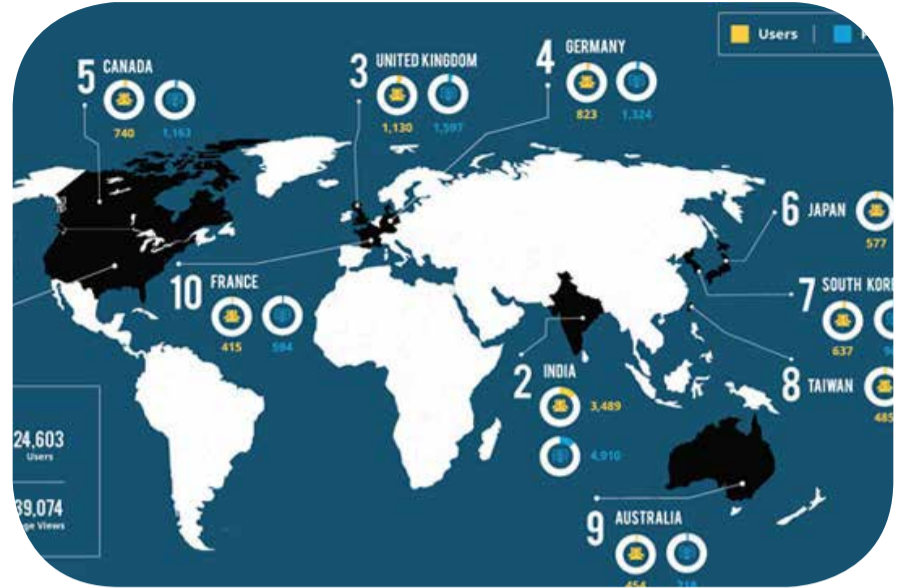 Users
5 CANADA
740 1,163
3 UNITED KINGDOM
1,130 1,597
4 GERMANY
823 1,324
6 JAPAN
577
10 FRANCE
415 594
7 SOUTH KOR
637
2 INDIA
3,489
4,910
8 TAIWAN
485
24,603
Users
39,074
ge Views
9 AUSTRALIA
454 718